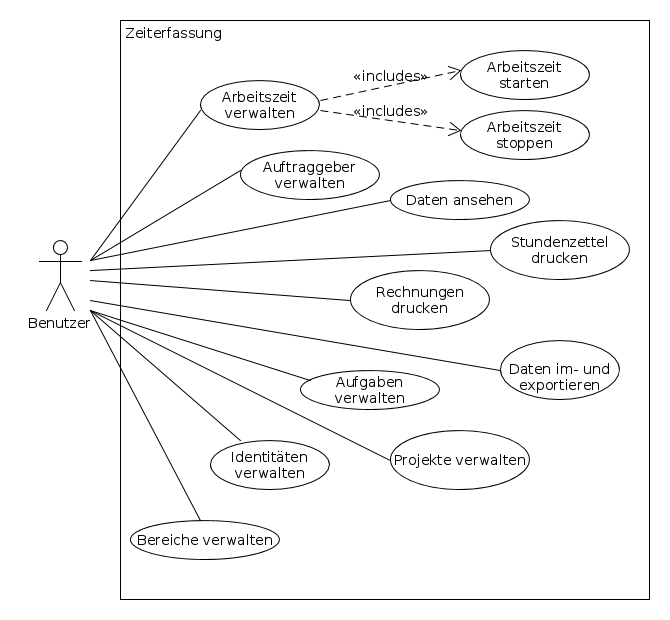 Zeiterfassung
Arbeitszeit
verwalten
«includes»
«includes»
Arbeitszeit
starten
Arbeitszeit
stoppen
Auftraggeber
verwalten
Daten ansehen
Stundenzettel
drucken
Rechnungen
drucken
Benutzer
Daten im- und
exportieren
Aufgaben
verwalten
Identitäten
verwalten
Projekte verwalten
Bereiche verwalten